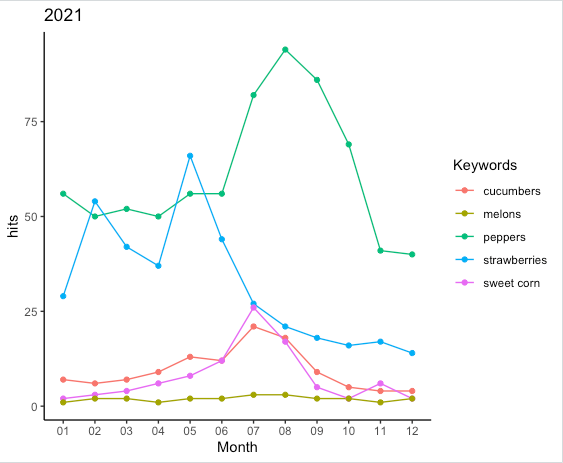 2021
75
50
25
0
hits
01 02 03 04 05 06 07 08 09 10 11 12
Month
Keywords
cucumbers
melons
peppers
strawberries
sweet corn